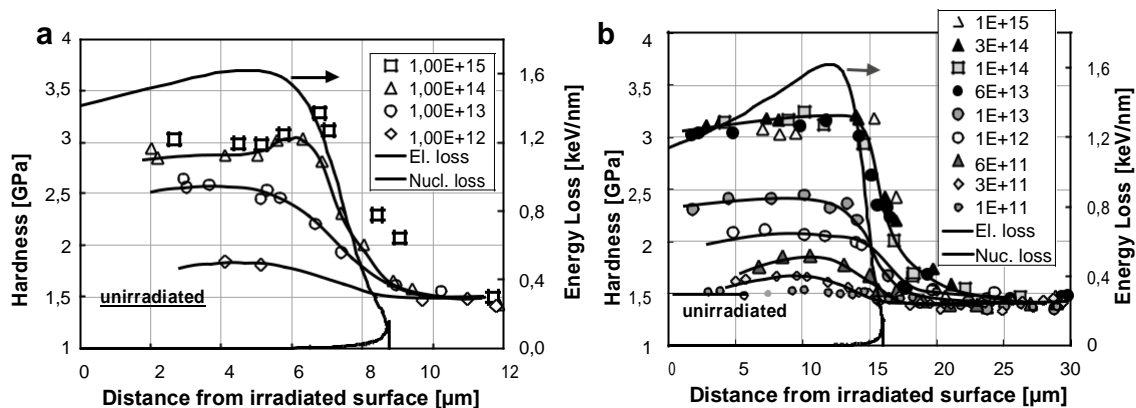 a
4
3,5
3
2,5
2
1,5
1
Hardness [GPa]
unirradiated
1,00E+15
1,00E+14
1,00E+13
1,00E+12
El. loss
Nucl. loss
1,6
1,2
0,8
0,4
0,0
Energy Loss [keV/nm]
0 2 4 6 8 10 12
Distance from irradiated surface [µm]
b
4
3,5
3
2,5
2
1,5
1
Hardness [GPa]
unirradiated
1E+15
3E+14
1E+14
6E+13
1E+13
1E+12
6E+11
3E+11
1E+11
El. loss
Nuc. loss
1,6
1,2
0,8
0,4
0
Energy Loss [keV/nm]
0 5 10 15 20 25 30
Distance from irradiated surface [µm]